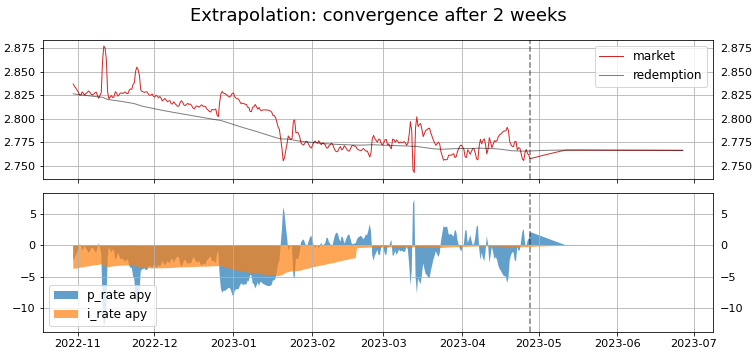 Extrapolation: convergence after 2 weeks
2.875 2.875
2.850 2.850
2.825 2.825
2.800 2.800
2.775 2.775
2.750 2.750
market
redemption
5 5
0 0
−5 −5
−10 −10
p_rate apy
i_rate apy
2022-11 2022-12 2023-01 2023-02 2023-03 2023-04 2023-05 2023-06 2023-07